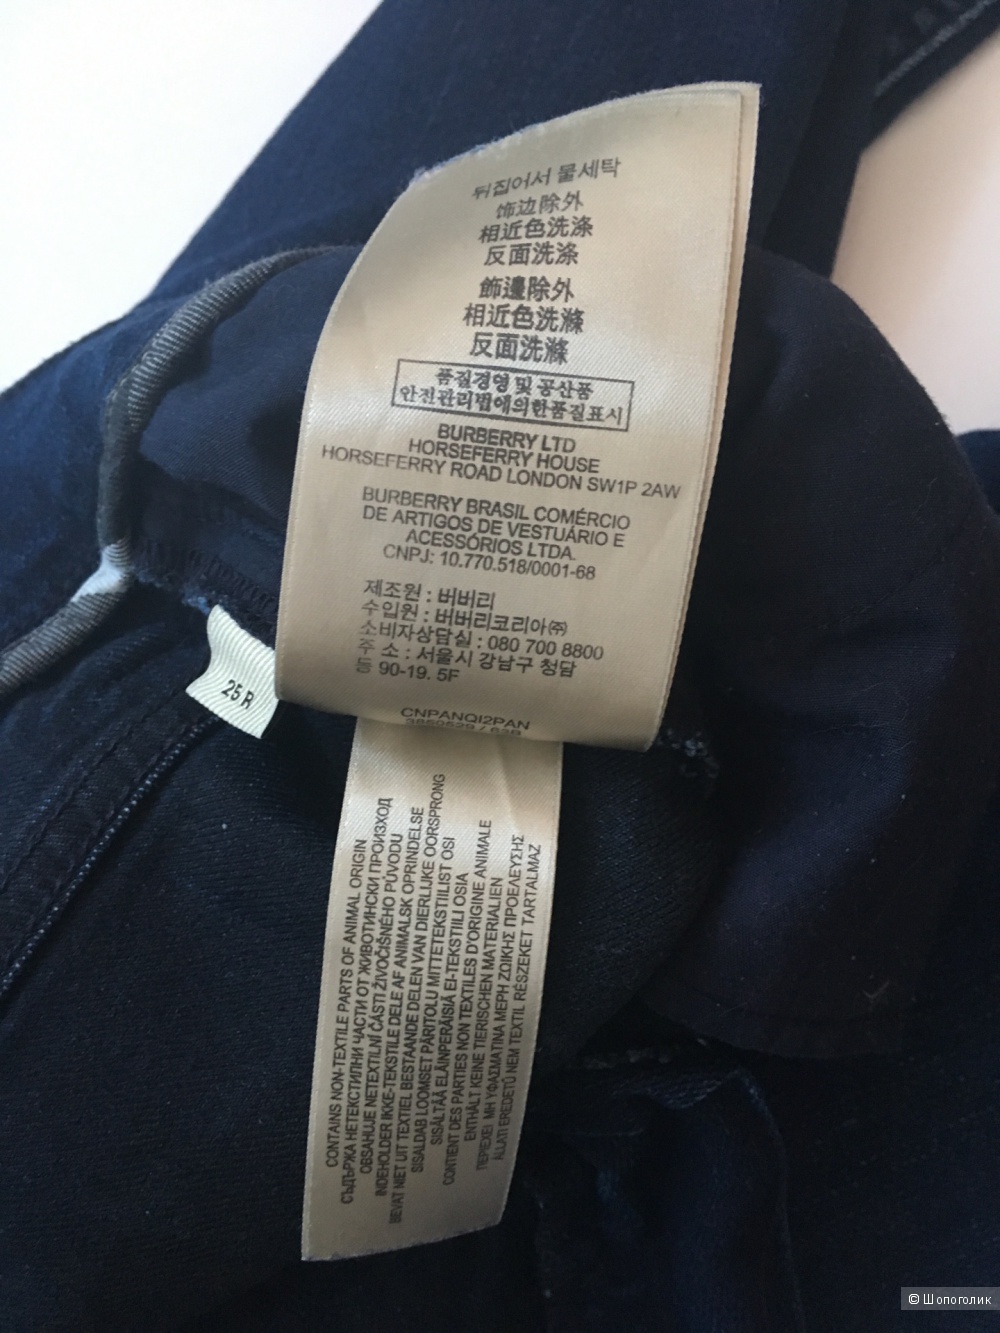 뒤집어서 물세탁
饰边除外
相近色洗涤
反面洗涤
飾邊除外
相近色洗滌
反面洗滌
품질경영 및 공산품
안전관리법에의한품질표시
BURBERRY LTD
HORSEFERRY HOUSE
HORSEFERRY ROAD LONDON SW1P 2AW
BURBERRY BRASIL COMÉRCIO
DE ARTIGOS DE VESTUÁRIO E
ACESSÓRIOS LTDA.
CNPJ: 10.770.518/0001-68
제조원 : 버버리
수입원 : 버버리코리아㈜
소비자상담실 : 080 700 8800
주 소 : 서울시 강남구 청담
동 90-19. 5F
CNPANQI2PAN
25 R
CONTAINS NON-TEXTILE PARTS OF ANIMAL ORIGIN
СЪДЪРЖА НЕТЕКСТИЛНИ ЧАСТИ ОТ ЖИВОТИНСКИ ПРОИЗХОД
OBSAHUJE NETEXTILNÍ ČÁSTI ŽIVOČIŠNÉHO PŮVODU
INDEHOLDER IKKE-TEKSTILE DELE AF ANIMALSK OPRINDELSE
BEVAT NIET UIT TEXTIEL BESTAANDE DELEN VAN DIERLIJKE OORSPRONG
SISALDAB LOOMSET PÄRITOLU MITTETEKSTIILIST OSI
SISÄLTÄÄ ELÄINPERÄISIÄ EI-TEKSTIILI OSIA
CONTIENT DES PARTIES NON TEXTILES D'ORIGINE ANIMALE
ENTHÄLT KEINE TIERISCHEN MATERIALIEN
ΠΕΡΙΕΧΕΙ ΜΗ ΥΦΑΣΜΑΤΙΝΑ ΜΕΡΗ ΖΩΙΚΗΣ ΠΡΟΕΛΕΥΣΗΣ
ÁLLATI EREDETŰ NEM TEXTIL RÉSZEKET TARTALMAZ
© Шопоголик